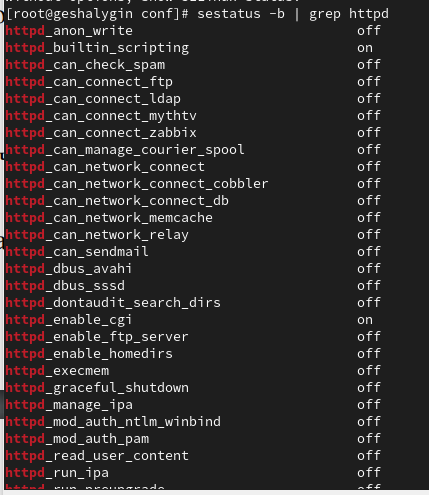 [root@geshalygin conf]# sestatus -b | grep httpd
httpd_anon_write off
httpd_builtin_scripting on
httpd_can_check_spam off
httpd_can_connect_ftp off
httpd_can_connect_ldap off
httpd_can_connect_mythtv off
httpd_can_connect_zabbix off
httpd_can_manage_courier_spool off
httpd_can_network_connect off
httpd_can_network_connect_cobbler off
httpd_can_network_connect_db off
httpd_can_network_memcache off
httpd_can_network_relay off
httpd_can_sendmail off
httpd_dbus_avahi off
httpd_dbus_sssd off
httpd_dontaudit_search_dirs off
httpd_enable_cgi on
httpd_enable_ftp_server off
httpd_enable_homedirs off
httpd_execmem off
httpd_graceful_shutdown off
httpd_manage_ipa off
httpd_mod_auth_ntlm_winbind off
httpd_mod_auth_pam off
httpd_read_user_content off
httpd_run_ipa off
httpd_run_preupgrade off